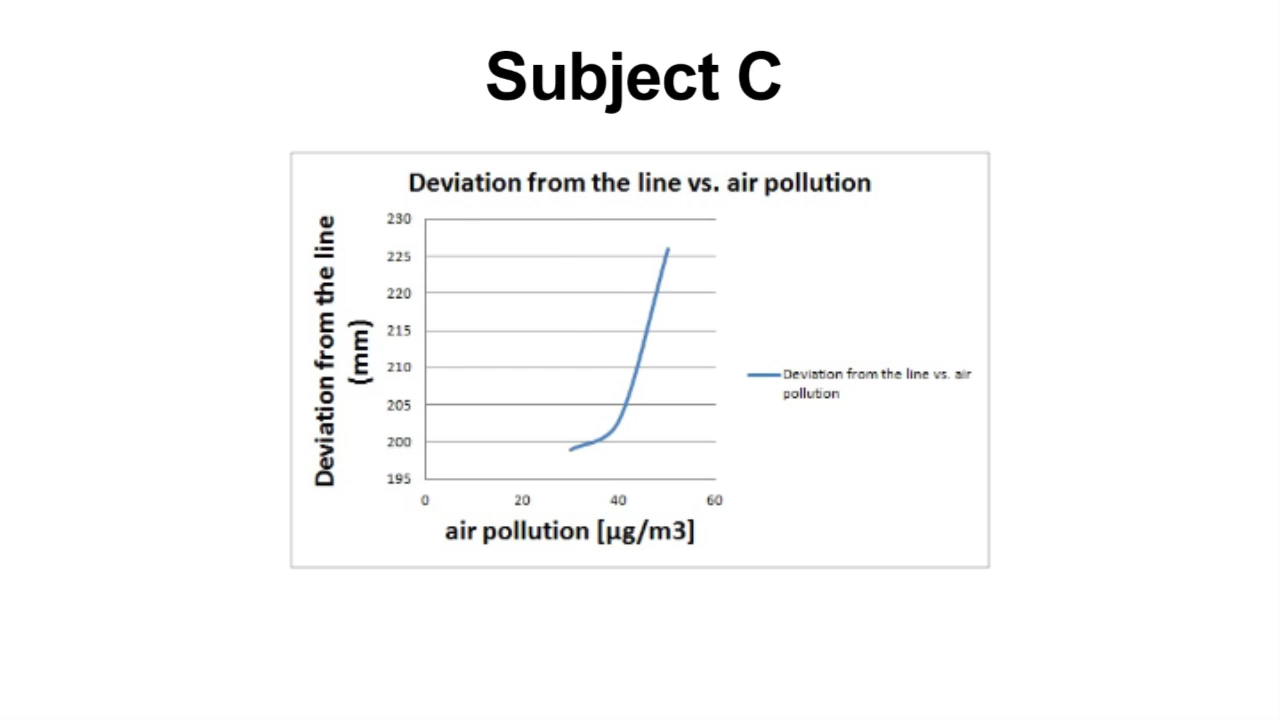 Subject C
Deviation from the line vs. air pollution
Deviation from the line
(mm)
230
225
220
215
210
205
200
195
0 20 40 60
air pollution [µg/m3]
Deviation from the line vs. air
pollution